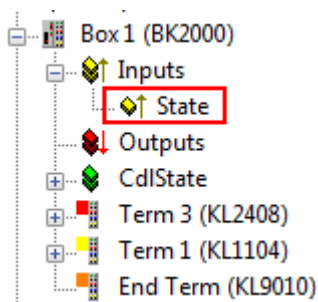 Box 1 (BK2000)
Inputs
State
Outputs
CdlState
Term 3 (KL2408)
Term 1 (KL1104)
End Term (KL9010)